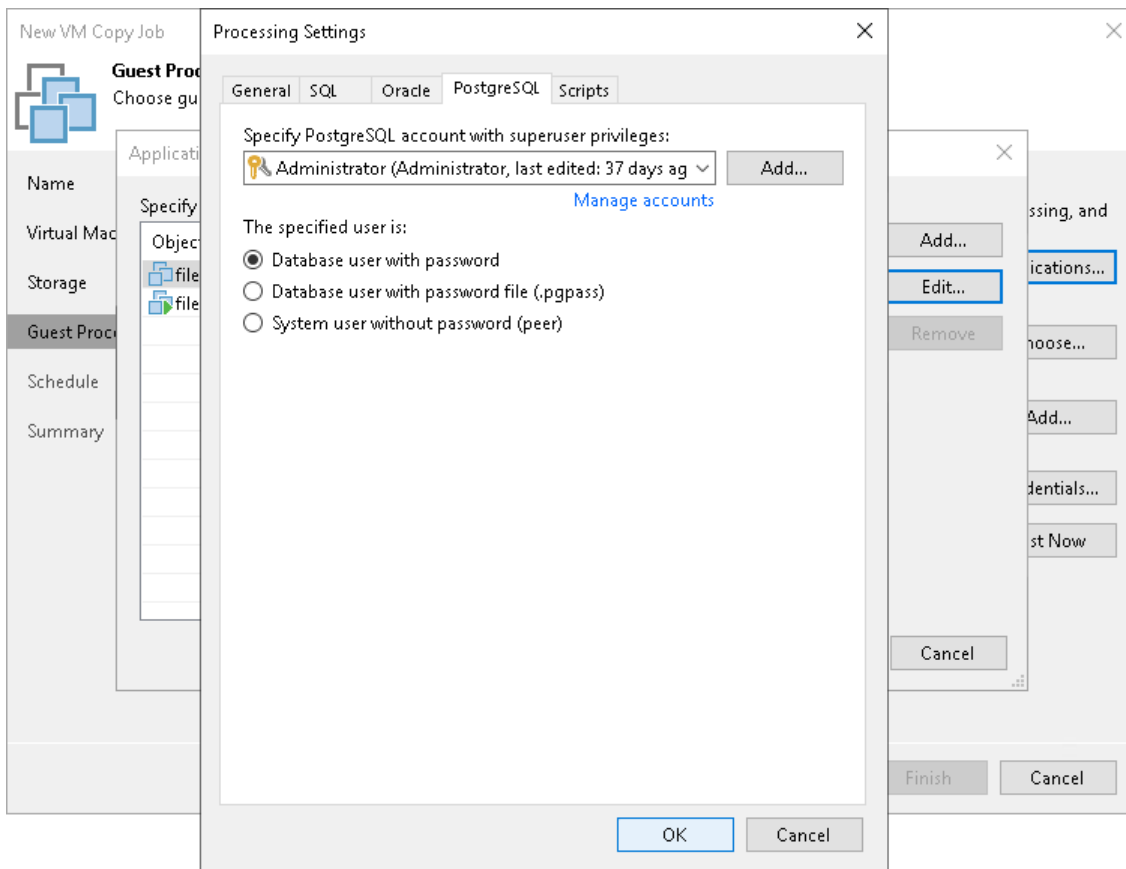 New VM Copy Job
Guest Proc
Choose gu
Name
Virtual Mac
Storage
Guest Proc
Schedule
Summary
Applicati
Specify
Objec
file
file
Processing Settings
General SQL Oracle PostgreSQL Scripts
Specify PostgreSQL account with superuser privileges:
Administrator (Administrator, last edited: 37 days ag
Add...
Manage accounts
The specified user is:
Database user with password
Database user with password file (.pgpass)
System user without password (peer)
OK
Cancel
Add...
Edit...
Remove
Cancel
ssing, and
ications...
hoose...
Add...
dentials...
st Now
Finish
Cancel